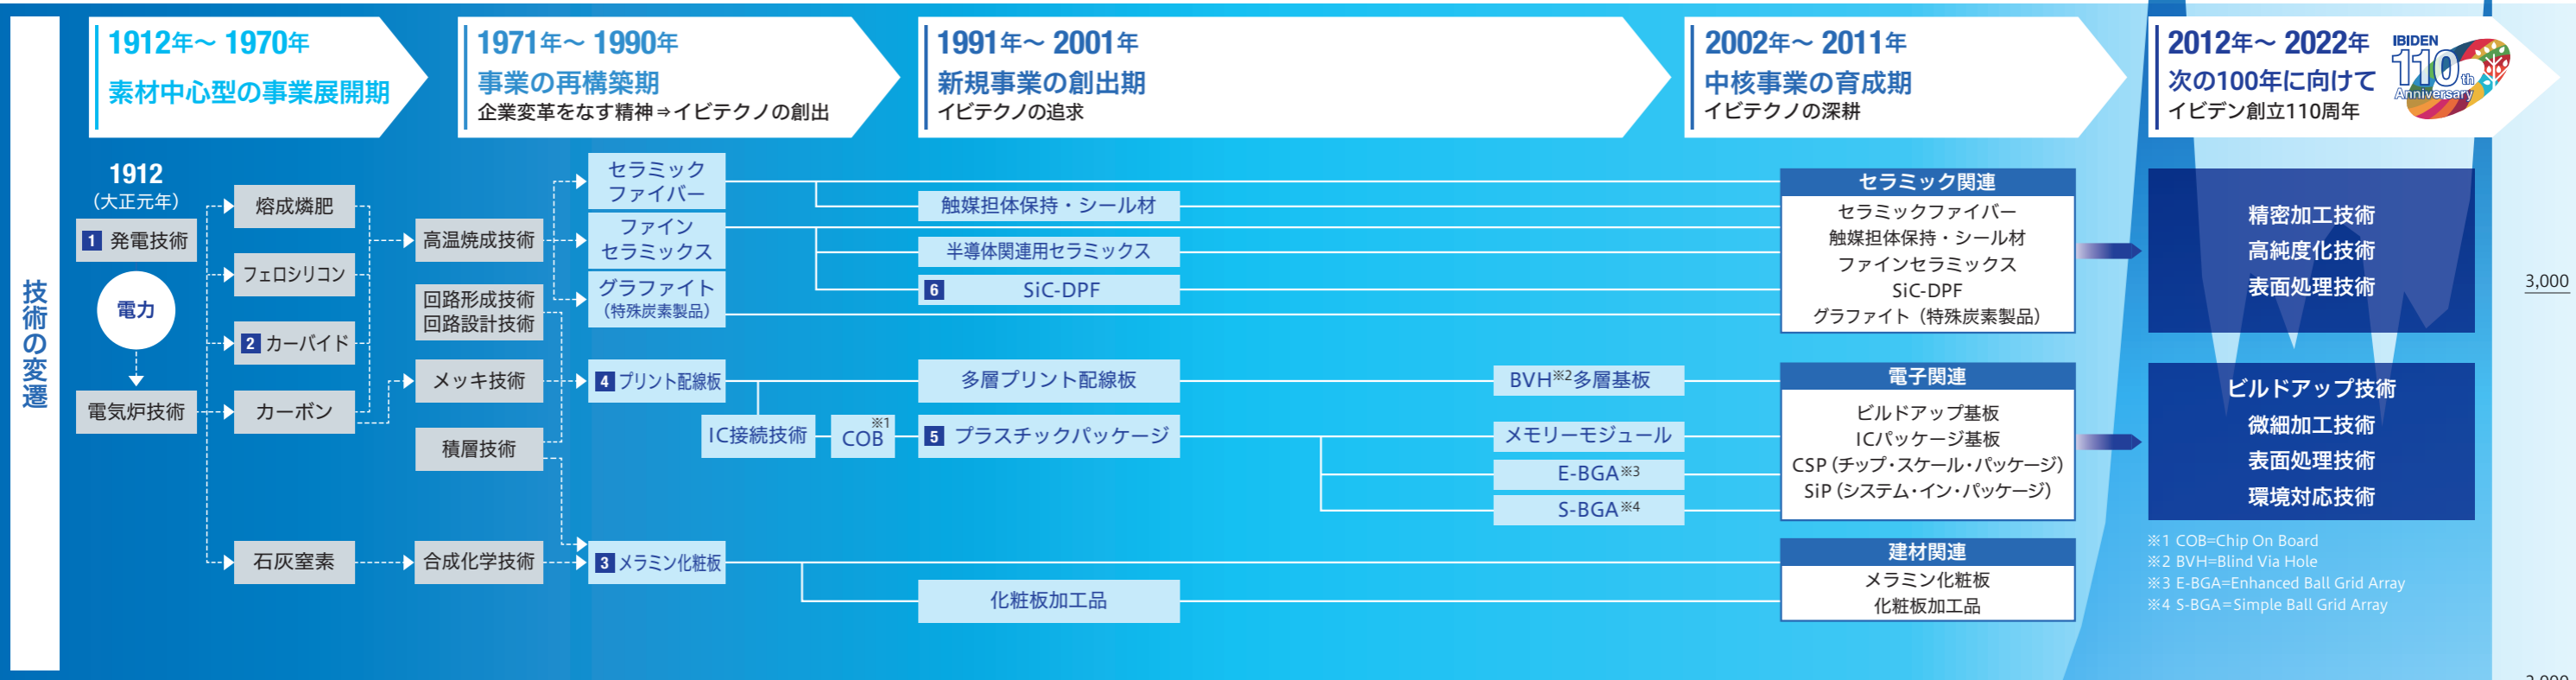 技術の変遷
1912年～ 1970年
素材中心型の事業展開期
1971年～ 1990年
事業の再構築期
企業変革をなす精神⇒イビテクノの創出
1991年～ 2001年
新規事業の創出期
イビテクノの追求
2002年～ 2011年
中核事業の育成期
イビテクノの深耕
2012年～ 2022年
次の100年に向けて
イビデン創立110周年
IBIDEN
110th
Anniversary
1912
（大正元年）
1 発電技術
電力
電気炉技術
熔成燐肥
フェロシリコン
2 カーバイド
カーボン
石灰窒素
高温焼成技術
回路形成技術
回路設計技術
メッキ技術
積層技術
合成化学技術
セラミック
ファイバー
ファイン
セラミックス
グラファイト
（特殊炭素製品）
4 プリント配線板
IC接続技術
COB※1
3 メラミン化粧板
触媒担体保持・シール材
半導体関連用セラミックス
6 SiC-DPF
多層プリント配線板
5 プラスチックパッケージ
化粧板加工品
BVH※2多層基板
メモリーモジュール
E-BGA※3
S-BGA※4
セラミック関連
セラミックファイバー
触媒担体保持・シール材
ファインセラミックス
SiC-DPF
グラファイト（特殊炭素製品）
電子関連
ビルドアップ基板
ICパッケージ基板
CSP（チップ・スケール・パッケージ）
SiP（システム・イン・パッケージ）
建材関連
メラミン化粧板
化粧板加工品
精密加工技術
高純度化技術
表面処理技術
ビルドアップ技術
微細加工技術
表面処理技術
環境対応技術
※1 COB=Chip On Board
※2 BVH=Blind Via Hole
※3 E-BGA=Enhanced Ball Grid Array
※4 S-BGA=Simple Ball Grid Array
3,000